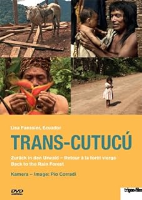 Lisa Faessler, Ecuador
TRANS-CUTUCÚ
Zurück in den Urwald – Retour à la forêt vierge
Back to the Rain Forest
Kamera – Image: Pio Corradi
DVD
trigon-film